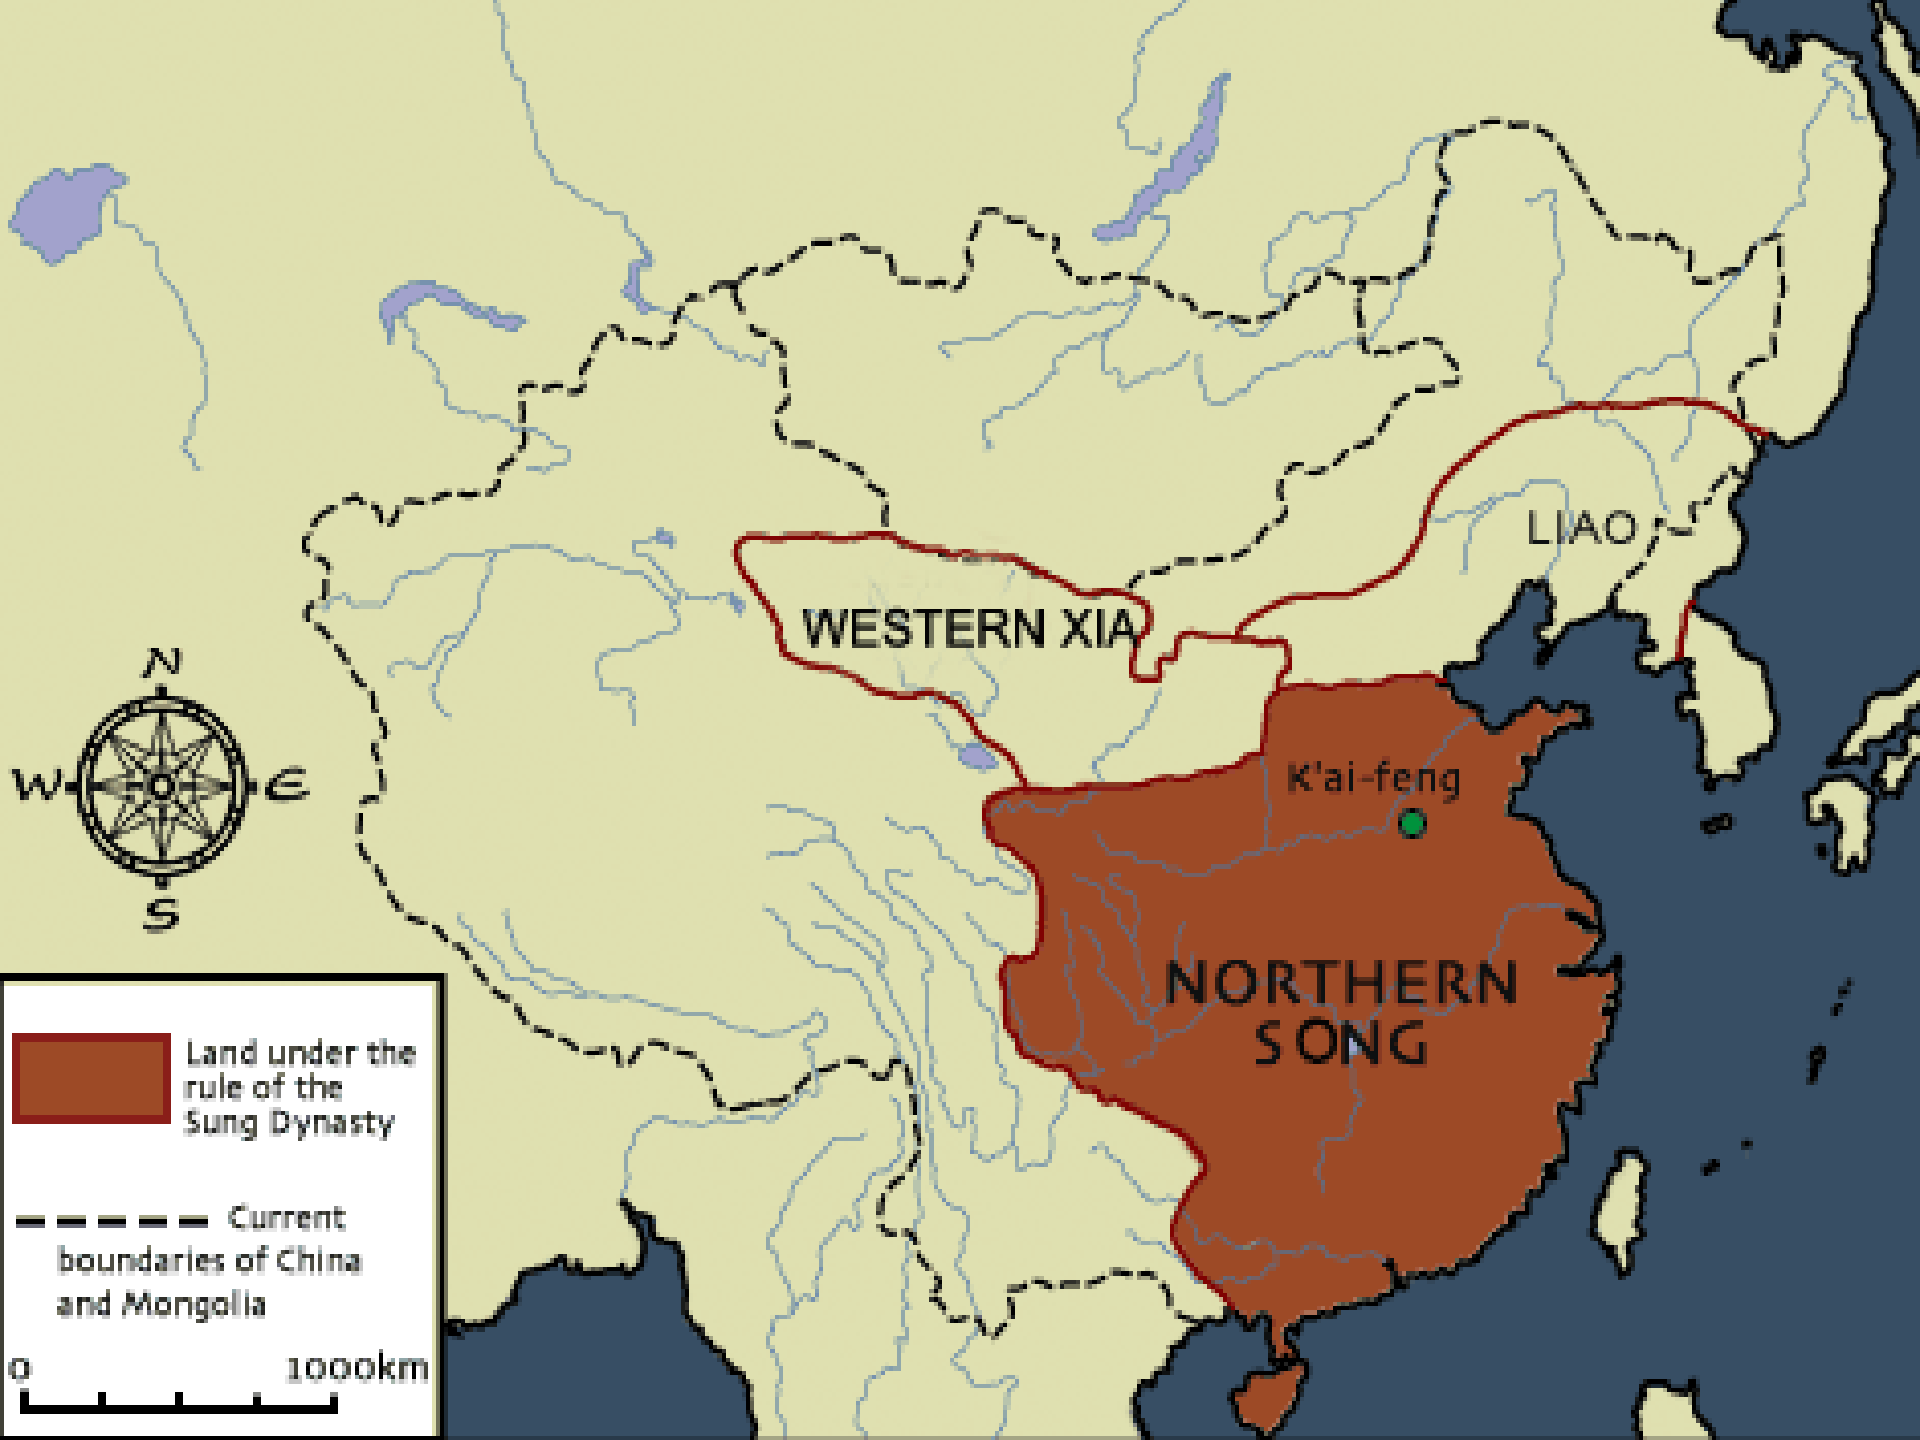 LIAO
WESTERN XIA
N
W
E
S
K'ai-feng
NORTHERN
SONG
Land under the
rule of the
Sung Dynasty
Current
boundaries of China
and Mongolia
0 1000km